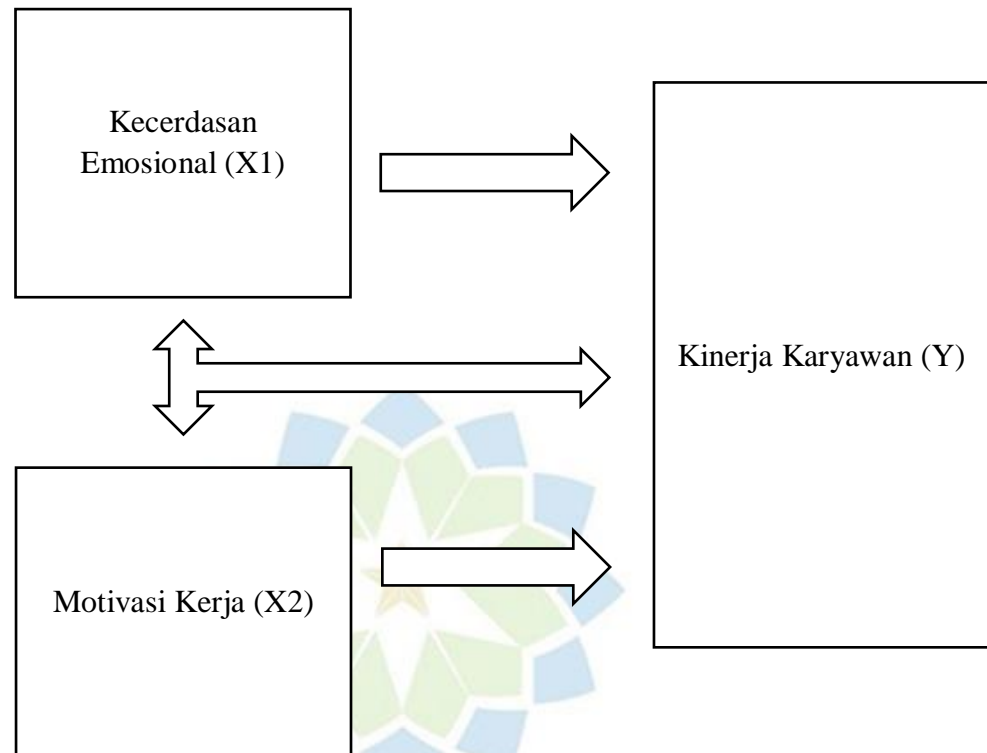 Kecerdasan
Emosional (X1)
Kinerja Karyawan (Y)
Motivasi Kerja (X2)